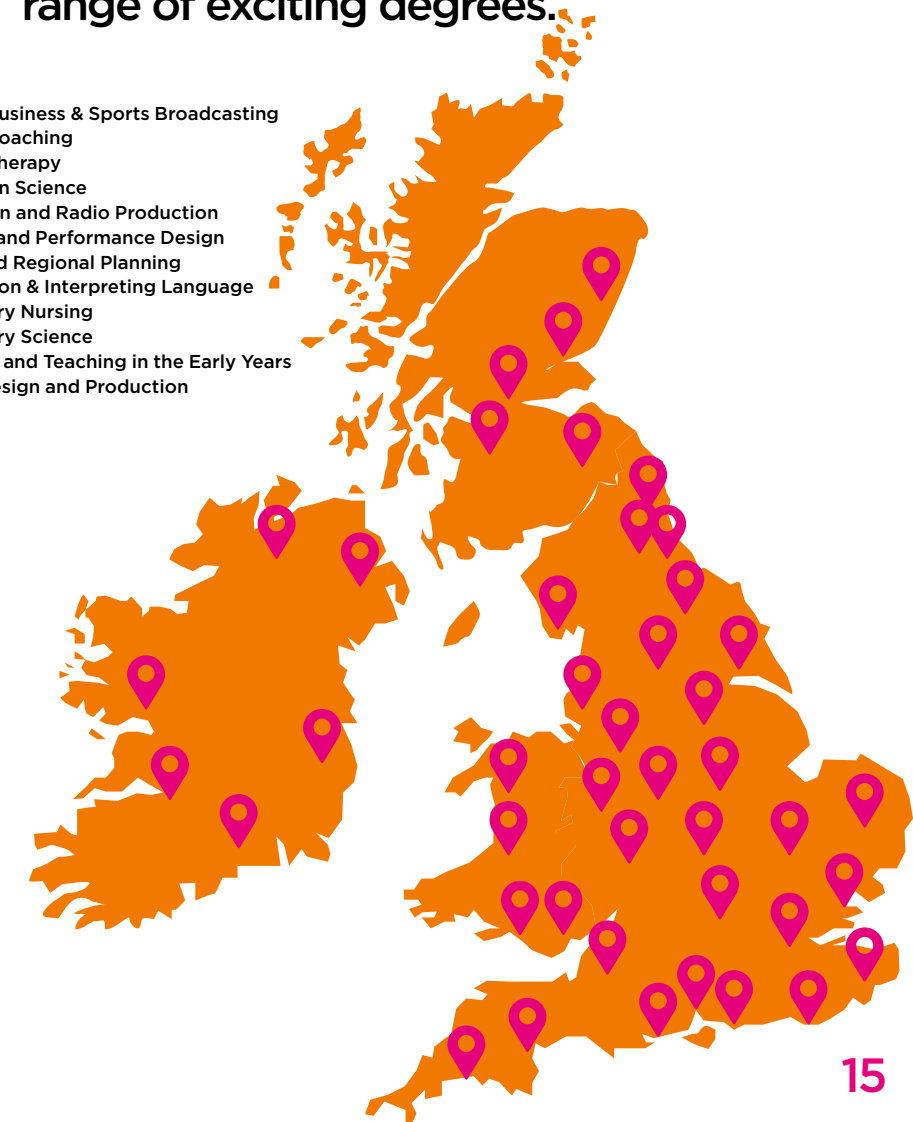 range of exciting degrees.
usiness & Sports Broadcasting
oaching
herapy
n Science
n and Radio Production
and Performance Design
d Regional Planning
on & Interpreting Language
ry Nursing
ry Science
and Teaching in the Early Years
esign and Production
15